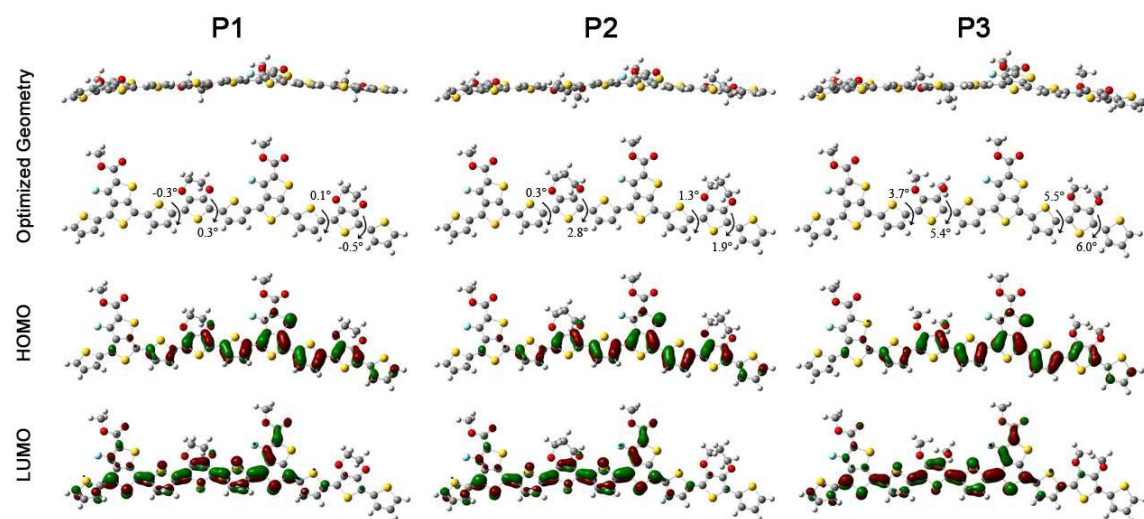 P1 P2 P3
Optimized Geometry
-0.3° 0.1° 0.3° 1.3° 3.7° 5.5°
0.3° -0.5° 2.8° 1.9° 5.4° 6.0°
HOMO
LUMO